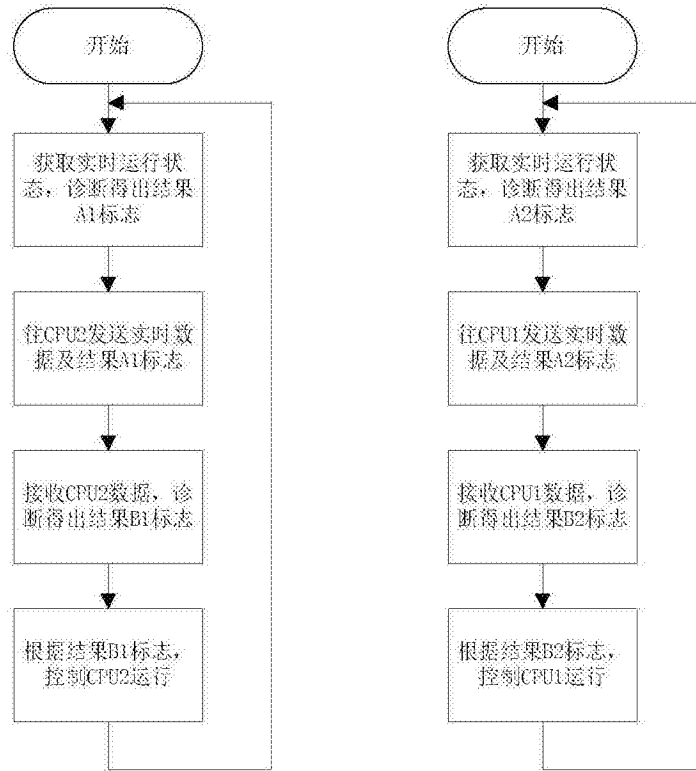 开始
获取实时运行状
态，诊断得出结果
A1标志
往CPU2发送实时数
据及结果A1标志
接收CPU2数据，诊
断得出结果B1标志
根据结果B1标志，
控制CPU2运行
开始
获取实时运行状
态，诊断得出结果
A2标志
往CPU1发送实时数
据及结果A2标志
接收CPU1数据，诊
断得出结果B2标志
根据结果B2标志，
控制CPU1运行